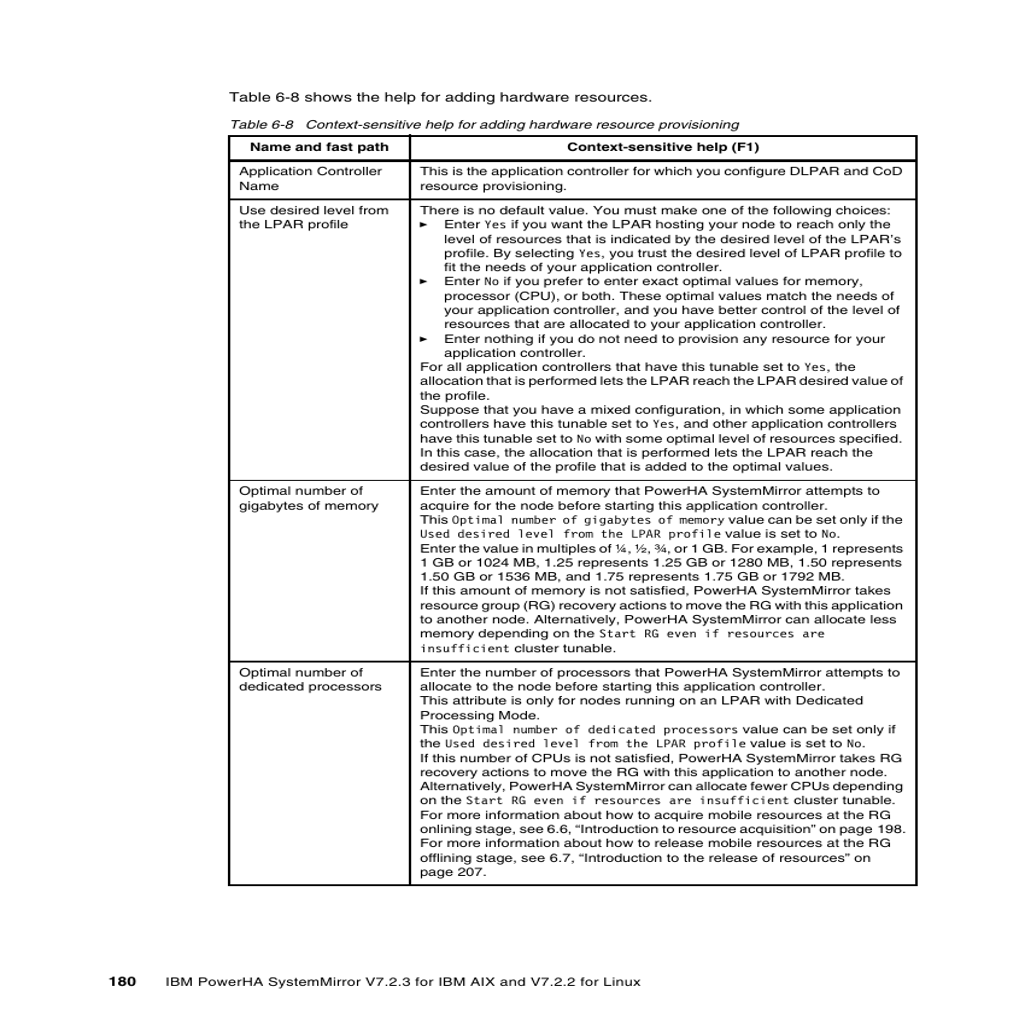 Table 6-8 shows the help for adding hardware resources.
Table 6-8   Context-sensitive help for adding hardware resource provisioning
Name and fast path
Context-sensitive help (F1)
Application Controller
Name
This is the application controller for which you configure DLPAR and CoD
resource provisioning.
Use desired level from
the LPAR profile
There is no default value. You must make one of the following choices:
► Enter Yes if you want the LPAR hosting your node to reach only the
level of resources that is indicated by the desired level of the LPAR's
profile. By selecting Yes, you trust the desired level of LPAR profile to
fit the needs of your application controller.
► Enter No if you prefer to enter exact optimal values for memory,
processor (CPU), or both. These optimal values match the needs of
your application controller, and you have better control of the level of
resources that are allocated to your application controller.
► Enter nothing if you do not need to provision any resource for your
application controller.
For all application controllers that have this tunable set to Yes, the
allocation that is performed lets the LPAR reach the LPAR desired value of
the profile.
Suppose that you have a mixed configuration, in which some application
controllers have this tunable set to Yes, and other application controllers
have this tunable set to No with some optimal level of resources specified.
In this case, the allocation that is performed lets the LPAR reach the
desired value of the profile that is added to the optimal values.
Optimal number of
gigabytes of memory
Enter the amount of memory that PowerHA SystemMirror attempts to
acquire for the node before starting this application controller.
This Optimal number of gigabytes of memory value can be set only if the
Used desired level from the LPAR profile value is set to No.
Enter the value in multiples of ¼, ½, ¾, or 1 GB. For example, 1 represents
1 GB or 1024 MB, 1.25 represents 1.25 GB or 1280 MB, 1.50 represents
1.50 GB or 1536 MB, and 1.75 represents 1.75 GB or 1792 MB.
If this amount of memory is not satisfied, PowerHA SystemMirror takes
resource group (RG) recovery actions to move the RG with this application
to another node. Alternatively, PowerHA SystemMirror can allocate less
memory depending on the Start RG even if resources are
insufficient cluster tunable.
Optimal number of
dedicated processors
Enter the number of processors that PowerHA SystemMirror attempts to
allocate to the node before starting this application controller.
This attribute is only for nodes running on an LPAR with Dedicated
Processing Mode.
This Optimal number of dedicated processors value can be set only if
the Used desired level from the LPAR profile value is set to No.
If this number of CPUs is not satisfied, PowerHA SystemMirror takes RG
recovery actions to move the RG with this application to another node.
Alternatively, PowerHA SystemMirror can allocate fewer CPUs depending
on the Start RG even if resources are insufficient cluster tunable.
For more information about how to acquire mobile resources at the RG
onlining stage, see 6.6, “Introduction to resource acquisition” on page 198.
For more information about how to release mobile resources at the RG
offlining stage, see 6.7, “Introduction to the release of resources” on
page 207.
180   IBM PowerHA SystemMirror V7.2.3 for IBM AIX and V7.2.2 for Linux